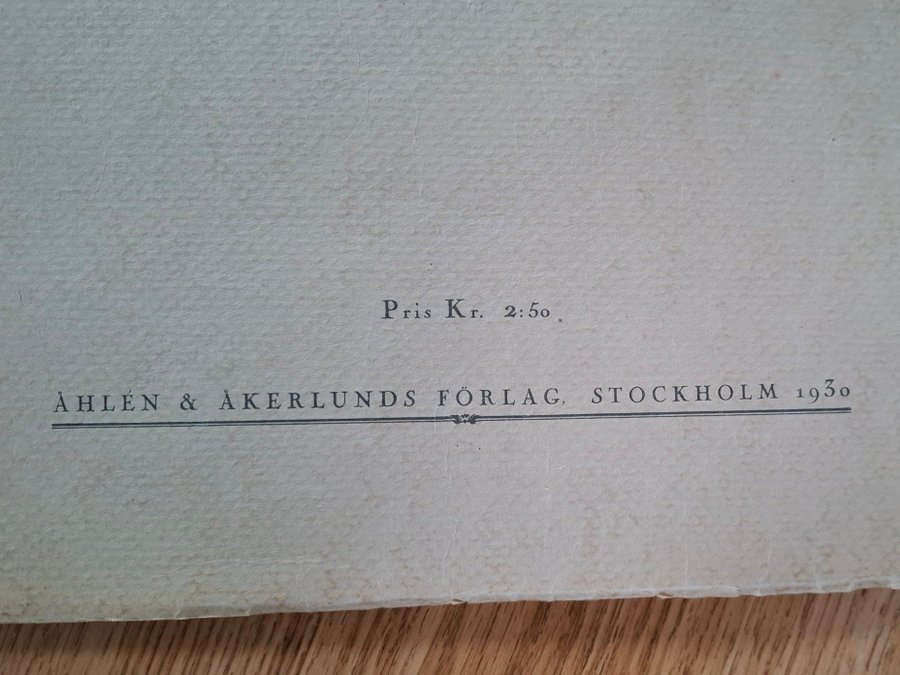 Pris Kr. 2:50
ÅHLÉN & ÅKERLUNDS FÖRLAG, STOCKHOLM 1930